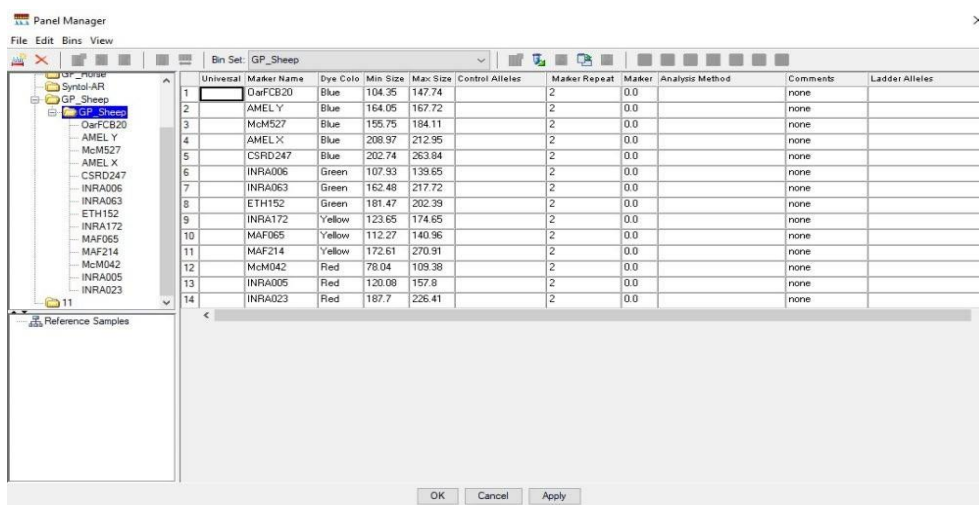 Panel Manager
File Edit Bins View
Bin Set: GP_Sheep
GP_Horse
Syntol-AR
GP_Sheep
GP_Sheep
OarFCB20
AMEL Y
McM527
AMEL X
CSRD247
INRA006
INRA063
ETH152
INRA172
MAF065
MAF214
McM042
INRA005
INRA023
11
Reference Samples
Universal Marker Name Dye Colo Min Size Max Size Control Alleles Marker Repeat Marker Analysis Method Comments Ladder Alleles
1 OarFCB20 Blue 104.35 147.74 2 0.0 none
2 AMEL Y Blue 164.05 167.72 2 0.0 none
3 McM527 Blue 155.75 184.11 2 0.0 none
4 AMEL X Blue 208.97 212.95 2 0.0 none
5 CSRD247 Blue 202.74 263.84 2 0.0 none
6 INRA006 Green 107.93 139.65 2 0.0 none
7 INRA063 Green 162.48 217.72 2 0.0 none
8 ETH152 Green 181.47 202.39 2 0.0 none
9 INRA172 Yellow 123.65 174.65 2 0.0 none
10 MAF065 Yellow 112.27 140.96 2 0.0 none
11 MAF214 Yellow 172.61 270.91 2 0.0 none
12 McM042 Red 78.04 109.38 2 0.0 none
13 INRA005 Red 120.08 157.8 2 0.0 none
14 INRA023 Red 187.7 226.41 2 0.0 none
OK Cancel Apply